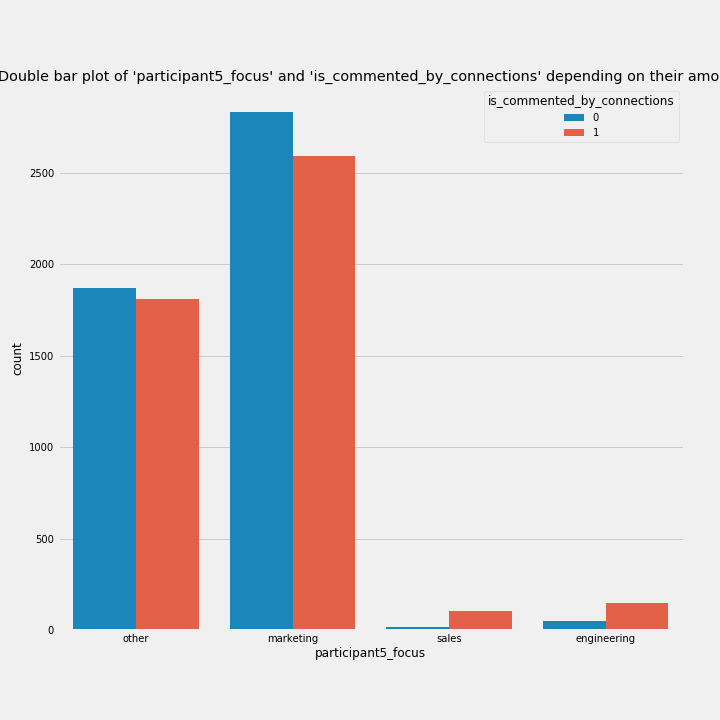 Double bar plot of 'participant5_focus' and 'is_commented_by_connections' depending on their amo
is_commented_by_connections
0
1
2500
2000
1500
1000
500
0
count
other marketing sales engineering
participant5_focus